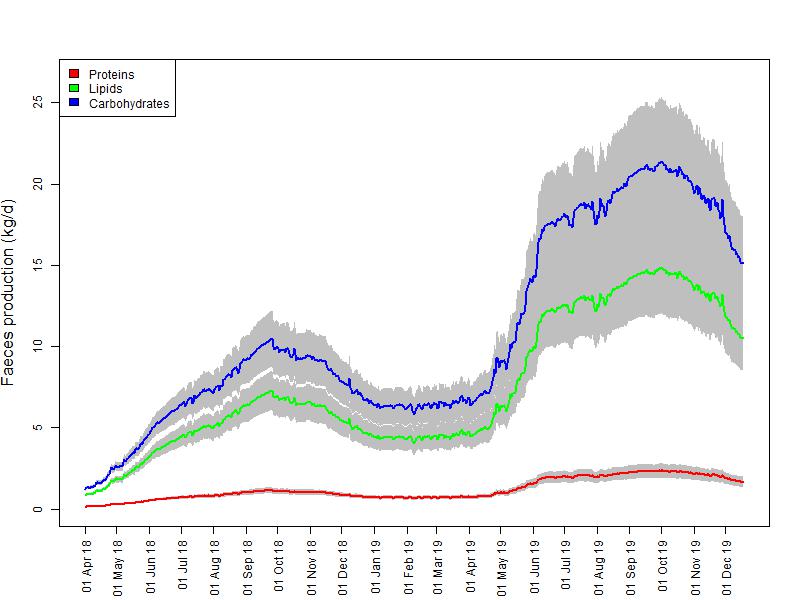 Proteins
Lipids
Carbohydrates
Faeces production (kg/d)
25
20
15
10
5
0
01 Apr 18
01 May 18
01 Jun 18
01 Jul 18
01 Aug 18
01 Sep 18
01 Oct 18
01 Nov 18
01 Dec 18
01 Jan 19
01 Feb 19
01 Mar 19
01 Apr 19
01 May 19
01 Jun 19
01 Jul 19
01 Aug 19
01 Sep 19
01 Oct 19
01 Nov 19
01 Dec 19